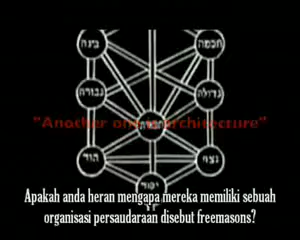 בינה חכמה
גבורה גדולה
"Another architecture"
הוד נצח
יסוד
Apakah anda heran mengapa mereka memiliki sebuah
organisasi persaudaraan disebut freemasons?